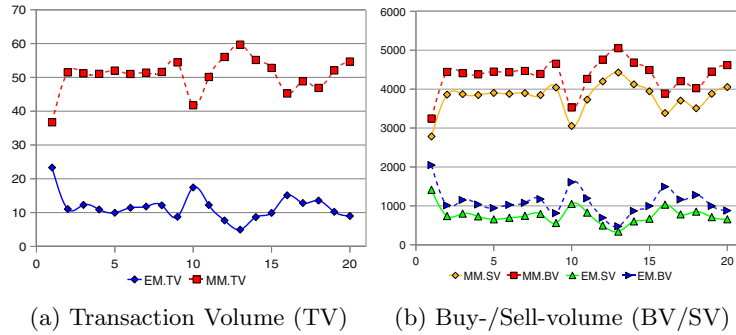 70
60
50
40
30
20
10
0
0 5 10 15 20
EM.TV MM.TV
(a) Transaction Volume (TV)
6000
5000
4000
3000
2000
1000
0
0 5 10 15 20
MM.SV MM.BV EM.SV EM.BV
(b) Buy-/Sell-volume (BV/SV)